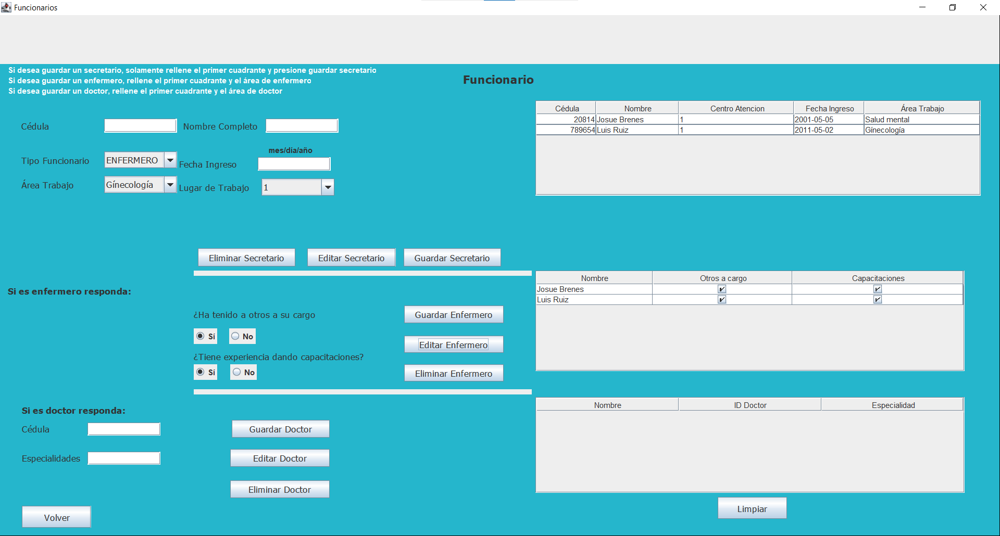 Funcionarios
Si desea guardar un secretario, solamente rellene el primer cuadrante y presione guardar secretario
Si desea guardar un enfermero, rellene el primer cuadrante y el área de enfermero
Si desea guardar un doctor, rellene el primer cuadrante y el área de doctor
Funcionario
Cédula
Nombre Completo
mes/día/año
Tipo Funcionario
ENFERMERO
Fecha Ingreso
Área Trabajo
Gínecología
Lugar de Trabajo
1
Cédula Nombre Centro Atencion Fecha Ingreso Área Trabajo
20814 Josue Brenes 1 2001-05-05 Salud mental
789654 Luis Ruiz 1 2011-05-02 Gínecología
Eliminar Secretario
Editar Secretario
Guardar Secretario
Si es enfermero responda:
¿Ha tenido a otros a su cargo
Sí
No
¿Tiene experiencia dando capacitaciones?
Sí
No
Guardar Enfermero
Editar Enfermero
Eliminar Enfermero
Nombre Otros a cargo Capacitaciones
Josue Brenes
Luis Ruiz
Si es doctor responda:
Cédula
Especialidades
Guardar Doctor
Editar Doctor
Eliminar Doctor
Nombre ID Doctor Especialidad
Volver
Limpiar